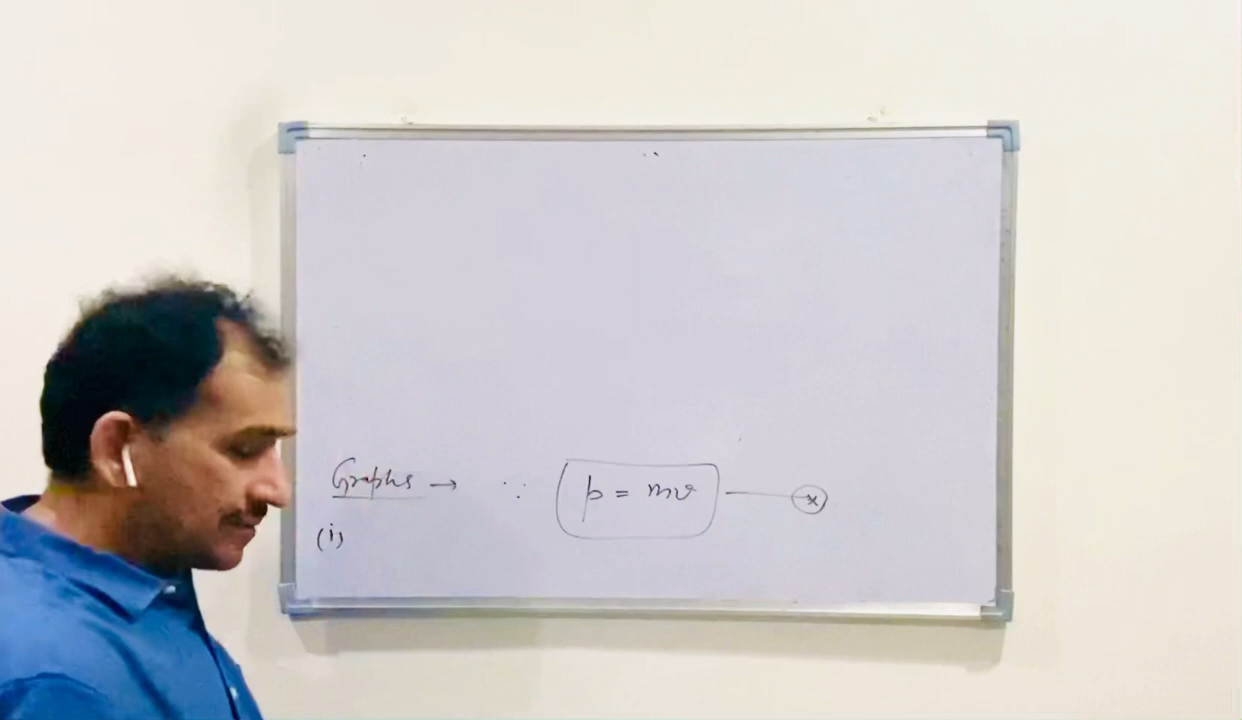 Graphs → ∵ p = mv — *
(i)